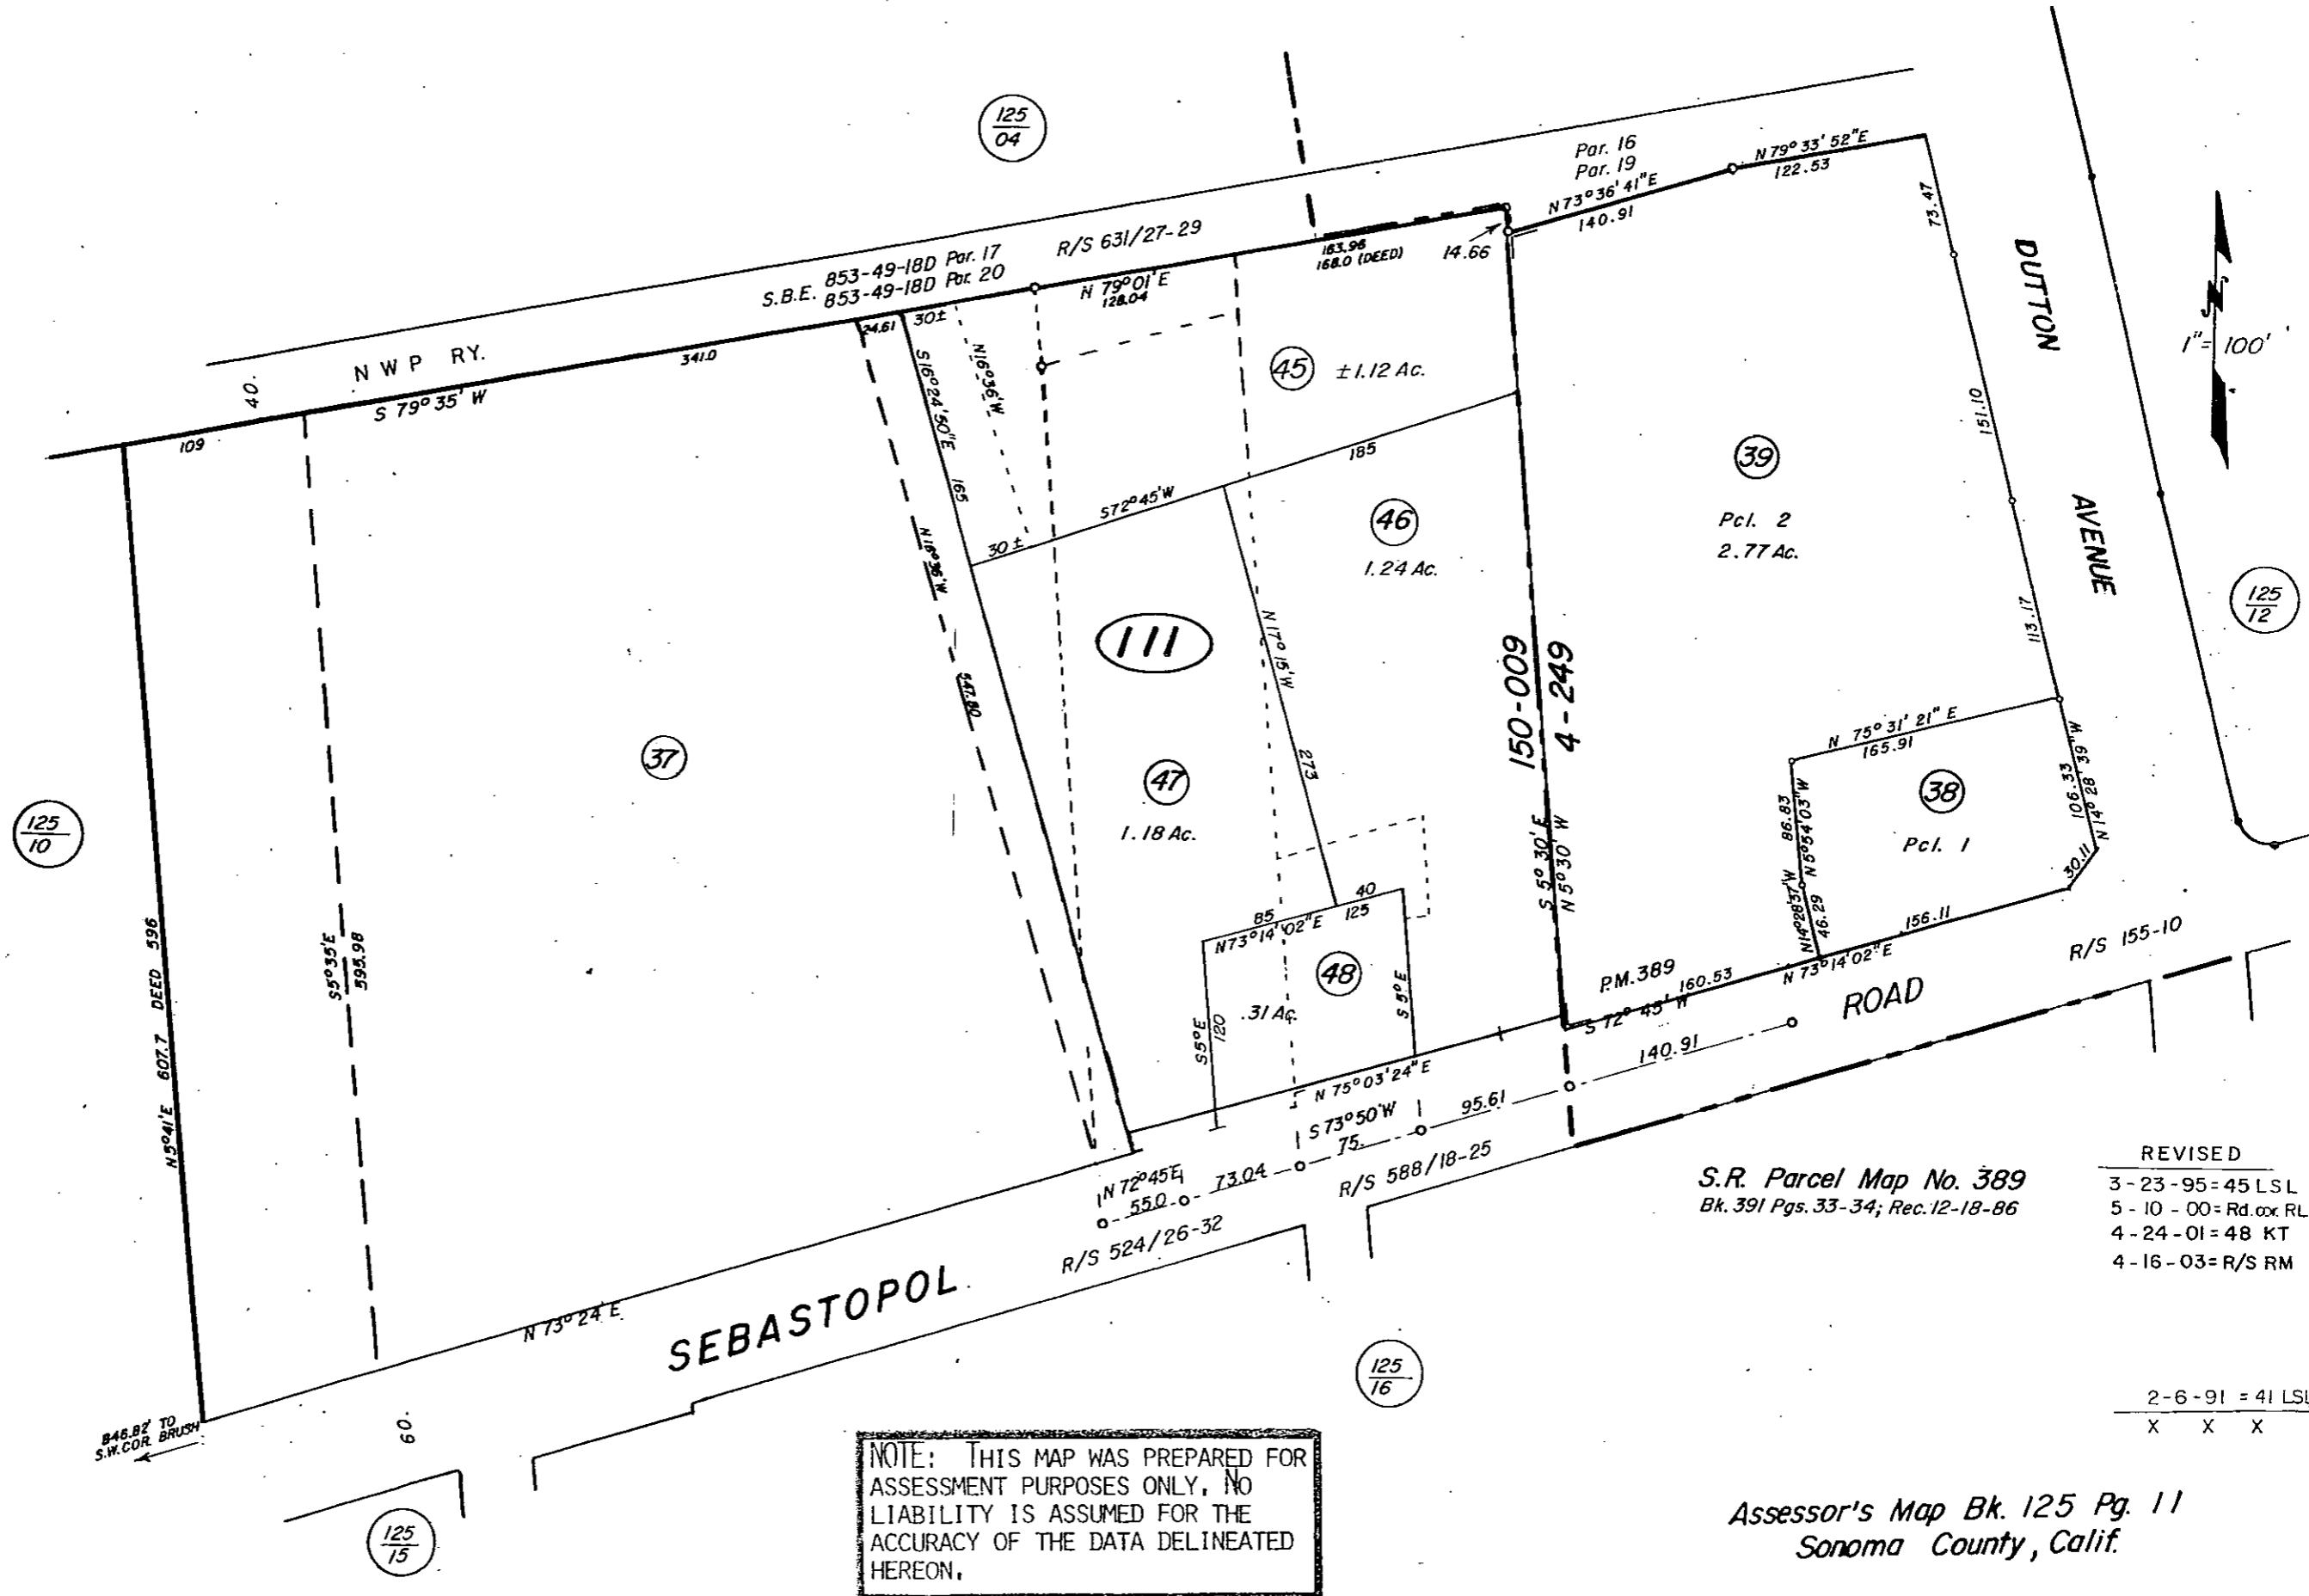 125
04
Par. 16
Par. 19
N 79° 33' 52" E
122.53
N 73° 36' 41" E
140.91
73.47
14.66
163.96
168.0 (DEED)
R/S 631/27-29
S.B.E. 853-49-18D Par. 17
853-49-18D Par. 20
N 79° 01' E
128.04
30±
24.61
341.0
N W P RY.
40.
S 79° 35' W
109
DUTTON
AVENUE
1" = 100'
N
S 16° 24' 50" E
165
N 16° 36' W
45
±1.12 Ac.
185
S 72° 45' W
30 ±
46
1.24 Ac.
39
Pcl. 2
2.77 Ac.
151.10
113.17
125
12
N 16° 36' W
547.80
111
N 17° 15' W
273
150-009
4-249
S 5° 30' E
N 5° 30' W
37
47
1.18 Ac.
N 75° 31' 21" E
165.91
38
Pcl. 1
86.83
N 5° 54' 03" W
106.33
N 14° 28' 39" W
30.11
N 14° 28' 37" W
46.29
156.11
125
10
N 5° 41' E 607.7 DEED 596
S 5° 35' E
595.98
85
40
125
N 73° 14' 02" E
48
.31 Ac.
S 5° E
120
S 5° E
P.M. 389
160.53
N 73° 14' 02" E
S 72° 45' W
R/S 155-10
ROAD
140.91
N 75° 03' 24" E
S 73° 50' W
75.
95.61
N 72° 45' E
55.0
73.04
R/S 588/18-25
R/S 524/26-32
N 73° 24' E
SEBASTOPOL
846.82' TO
S.W. COR. BRUSH
60.
125
15
125
16
S.R. Parcel Map No. 389
Bk. 391 Pgs. 33-34; Rec. 12-18-86
REVISED
3-23-95 = 45 LSL
5-10-00 = Rd. cor. RL
4-24-01 = 48 KT
4-16-03 = R/S RM
2-6-91 = 41 LSL
X X X
NOTE: THIS MAP WAS PREPARED FOR
ASSESSMENT PURPOSES ONLY. NO
LIABILITY IS ASSUMED FOR THE
ACCURACY OF THE DATA DELINEATED
HEREON.
Assessor's Map Bk. 125 Pg. 11
Sonoma County, Calif.